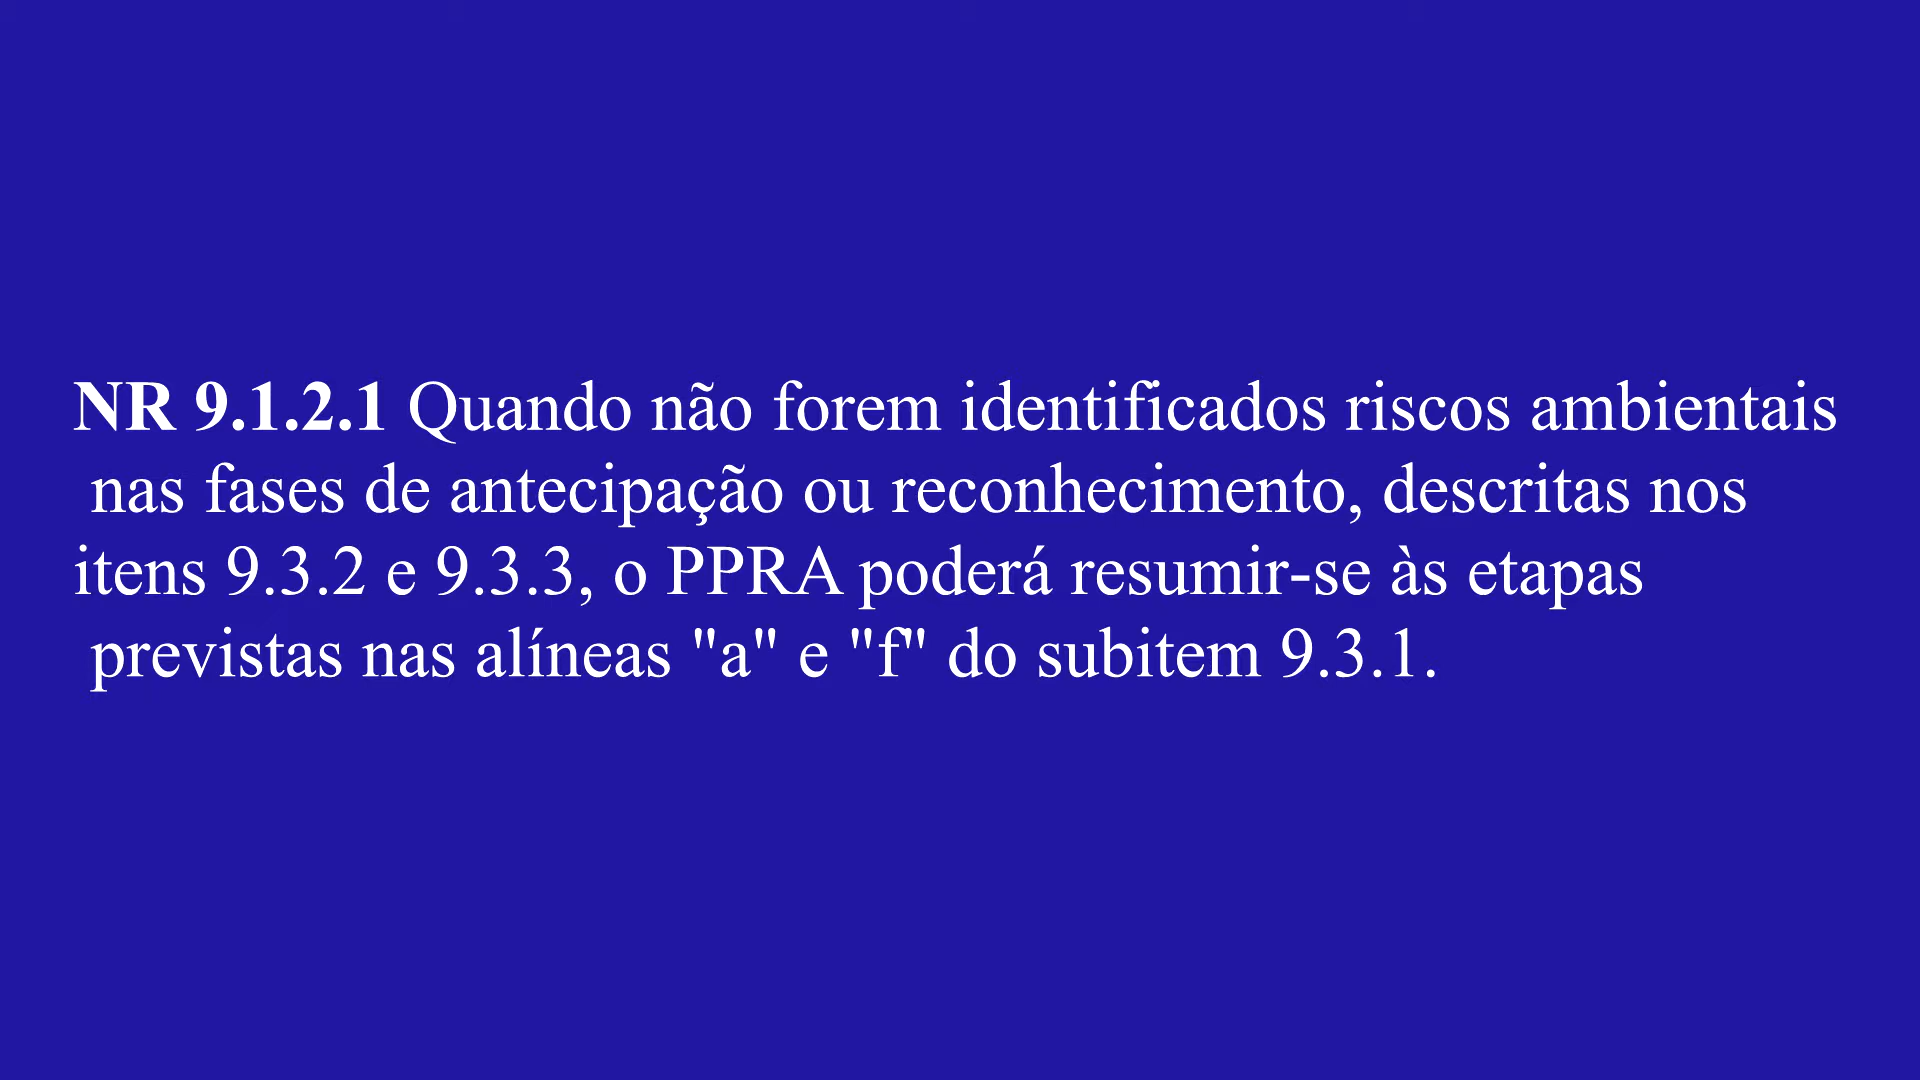 NR 9.1.2.1 Quando não forem identificados riscos ambientais
nas fases de antecipação ou reconhecimento, descritas nos
itens 9.3.2 e 9.3.3, o PPRA poderá resumir-se às etapas
previstas nas alíneas "a" e "f" do subitem 9.3.1.